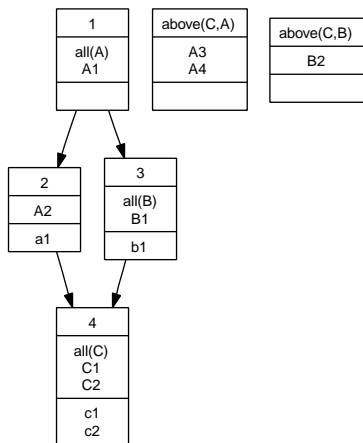 1
all(A)
A1
above(C,A)
A3
A4
above(C,B)
B2
2
A2
a1
3
all(B)
B1
b1
4
all(C)
C1
C2
c1
c2